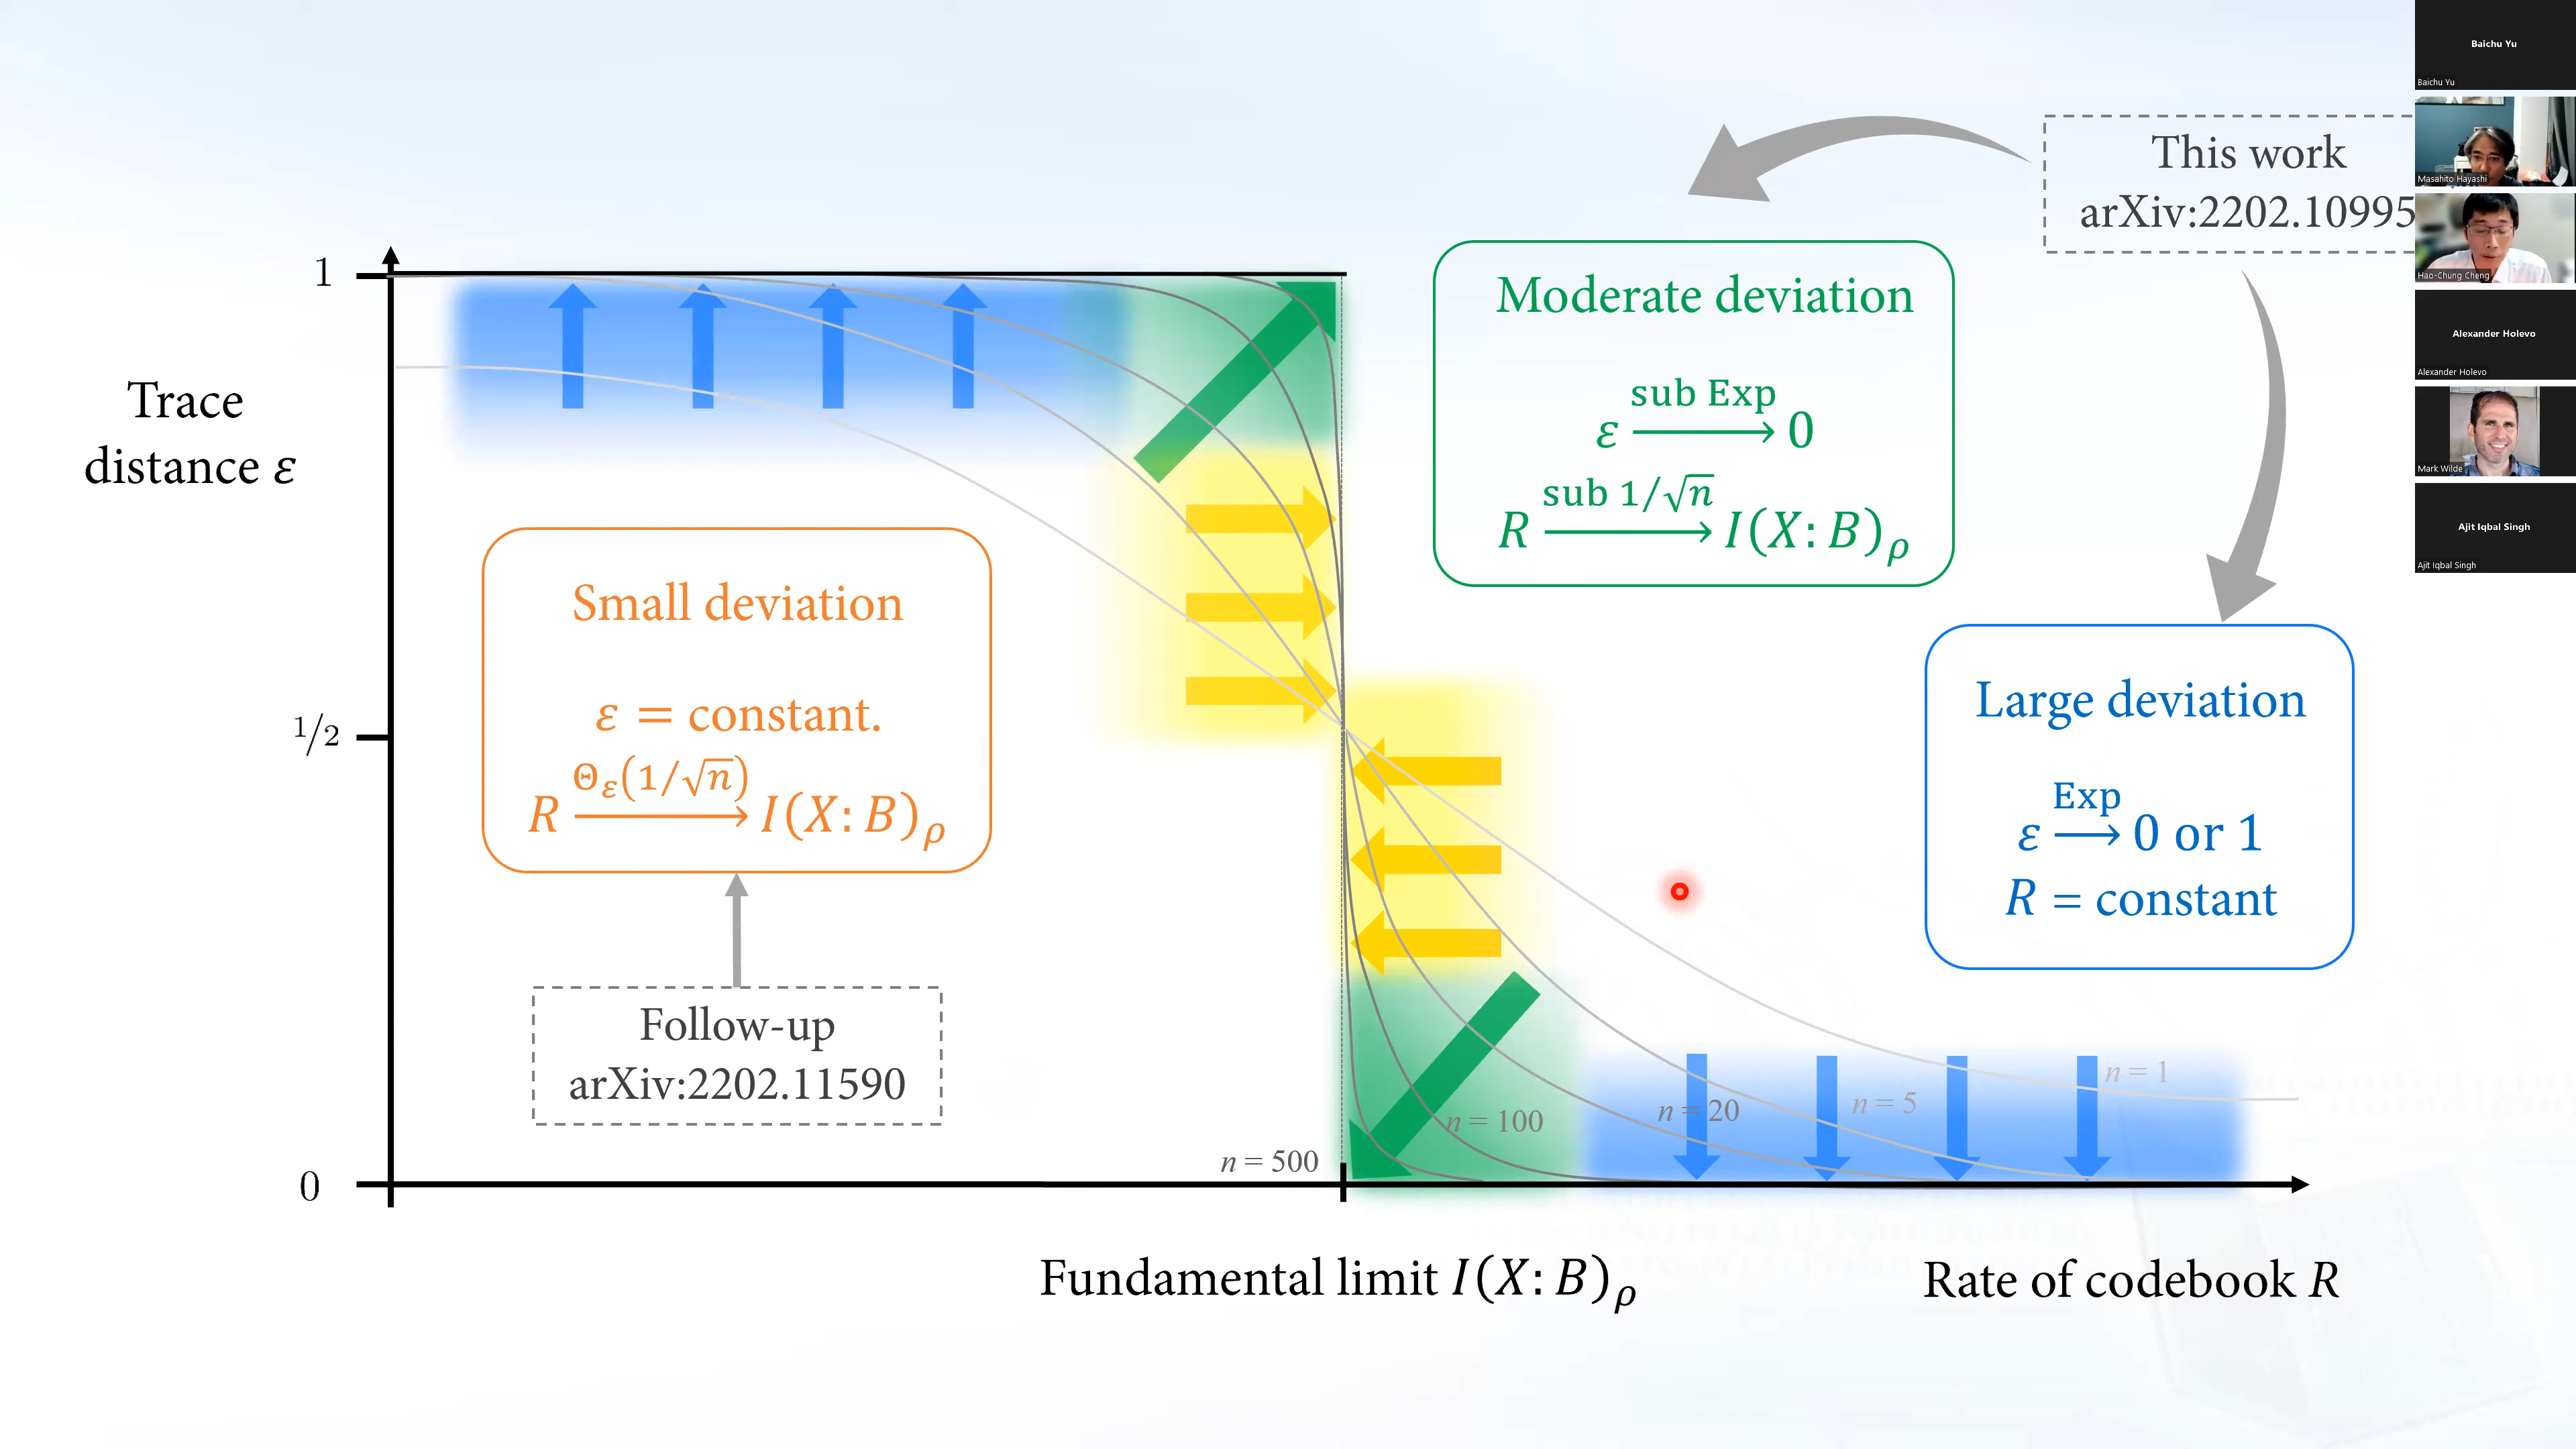 This work
arXiv:2202.10995
1
Trace
distance ε
Moderate deviation
sub Exp
ε ⟶ 0
sub 1/√n
R ⟶ I(X:B)ρ
Small deviation
ε = constant.
Θε(1/√n)
R ⟶ I(X:B)ρ
1/2
Large deviation
Exp
ε ⟶ 0 or 1
R = constant
Follow-up
arXiv:2202.11590
n = 1
n = 5
n = 20
n = 100
n = 500
0
Fundamental limit I(X:B)ρ
Rate of codebook R
Baichu Yu
Baichu Yu
Masahito Hayashi
Hao-Chung Cheng
Alexander Holevo
Alexander Holevo
Mark Wilde
Ajit Iqbal Singh
Ajit Iqbal Singh